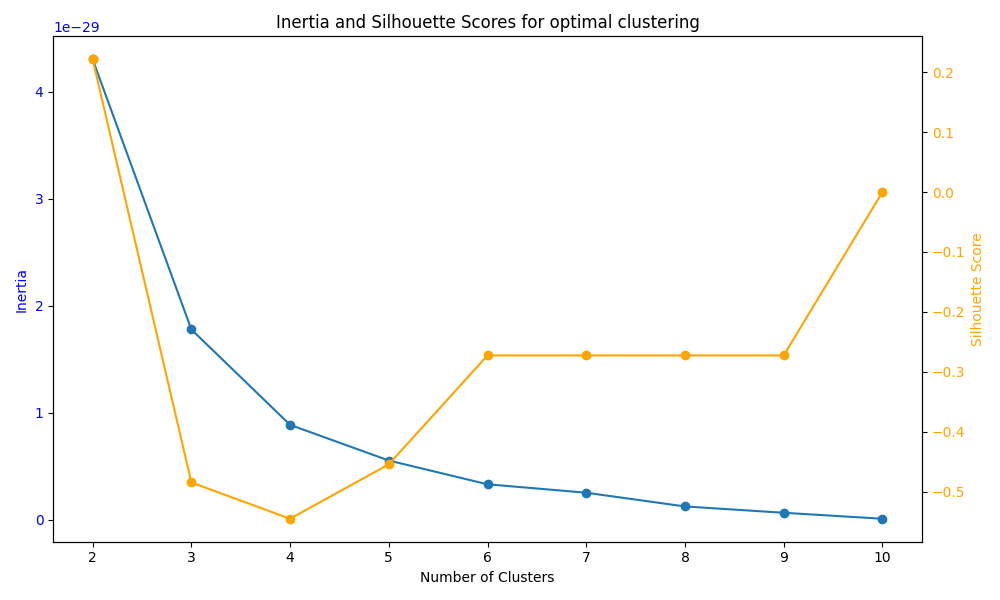 Inertia and Silhouette Scores for optimal clustering
1e−29
4
3
2
1
0
Inertia
0.2
0.1
0.0
−0.1
−0.2
−0.3
−0.4
−0.5
Silhouette Score
2 3 4 5 6 7 8 9 10
Number of Clusters